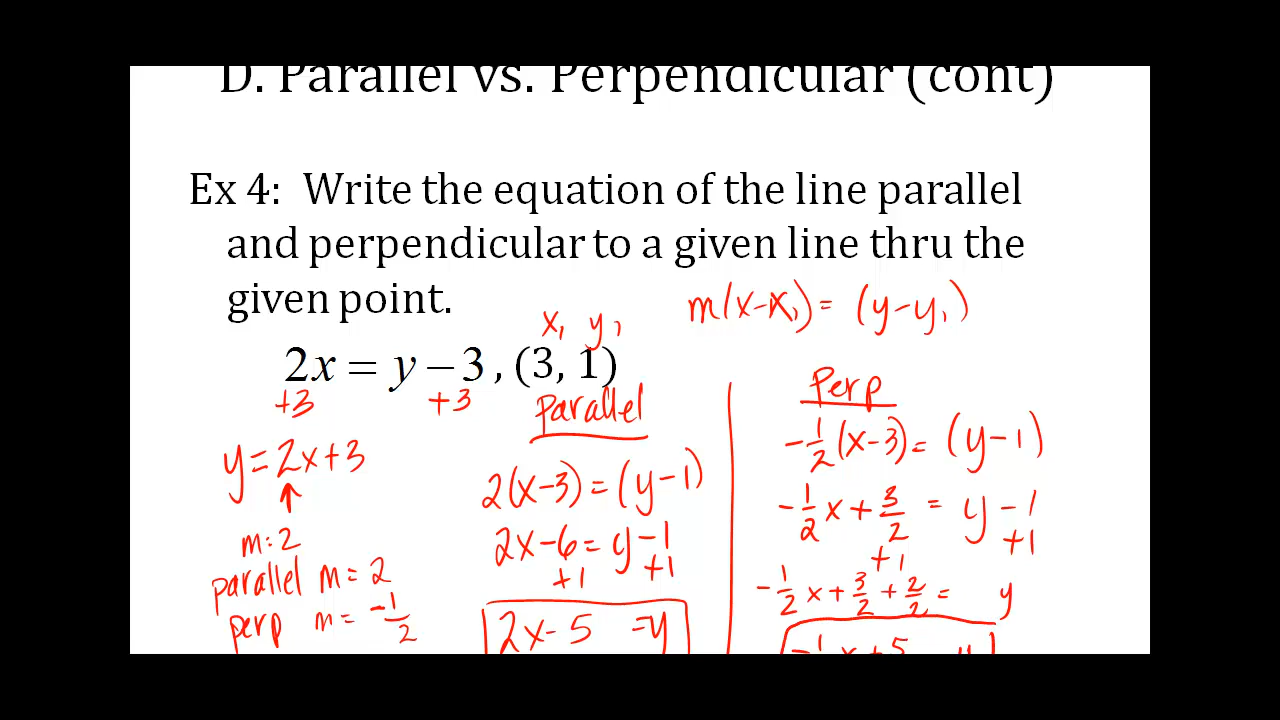 D. Parallel vs. Perpendicular (cont)
Ex 4: Write the equation of the line parallel
and perpendicular to a given line thru the
given point.
m(x-x₁) = (y-y₁)
x₁ y₁
2x = y − 3, (3, 1)
+3 +3
y = 2x+3
m: 2
parallel m = 2
perp m = -1/2
Parallel
2(x-3) = (y-1)
2x-6 = y-1
+1 +1
2x-5 = y
Perp
-1/2(x-3) = (y-1)
-1/2x + 3/2 = y-1
+1 +1
-1/2x + 3/2 + 2/2 = y